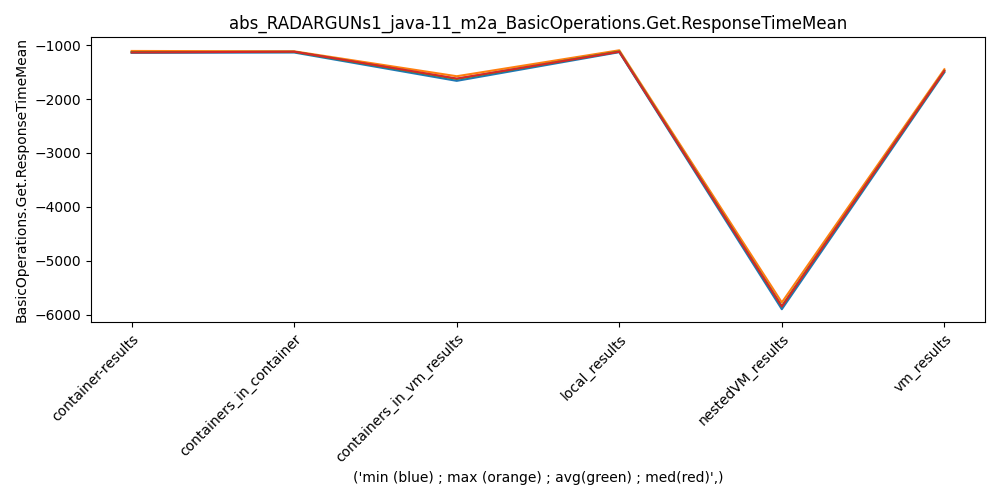 abs_RADARGUNs1_java-11_m2a_BasicOperations.Get.ResponseTimeMean
BasicOperations.Get.ResponseTimeMean
−1000
−2000
−3000
−4000
−5000
−6000
container-results
containers_in_container
containers_in_vm_results
local_results
nestedVM_results
vm_results
('min (blue) ; max (orange) ; avg(green) ; med(red)',)